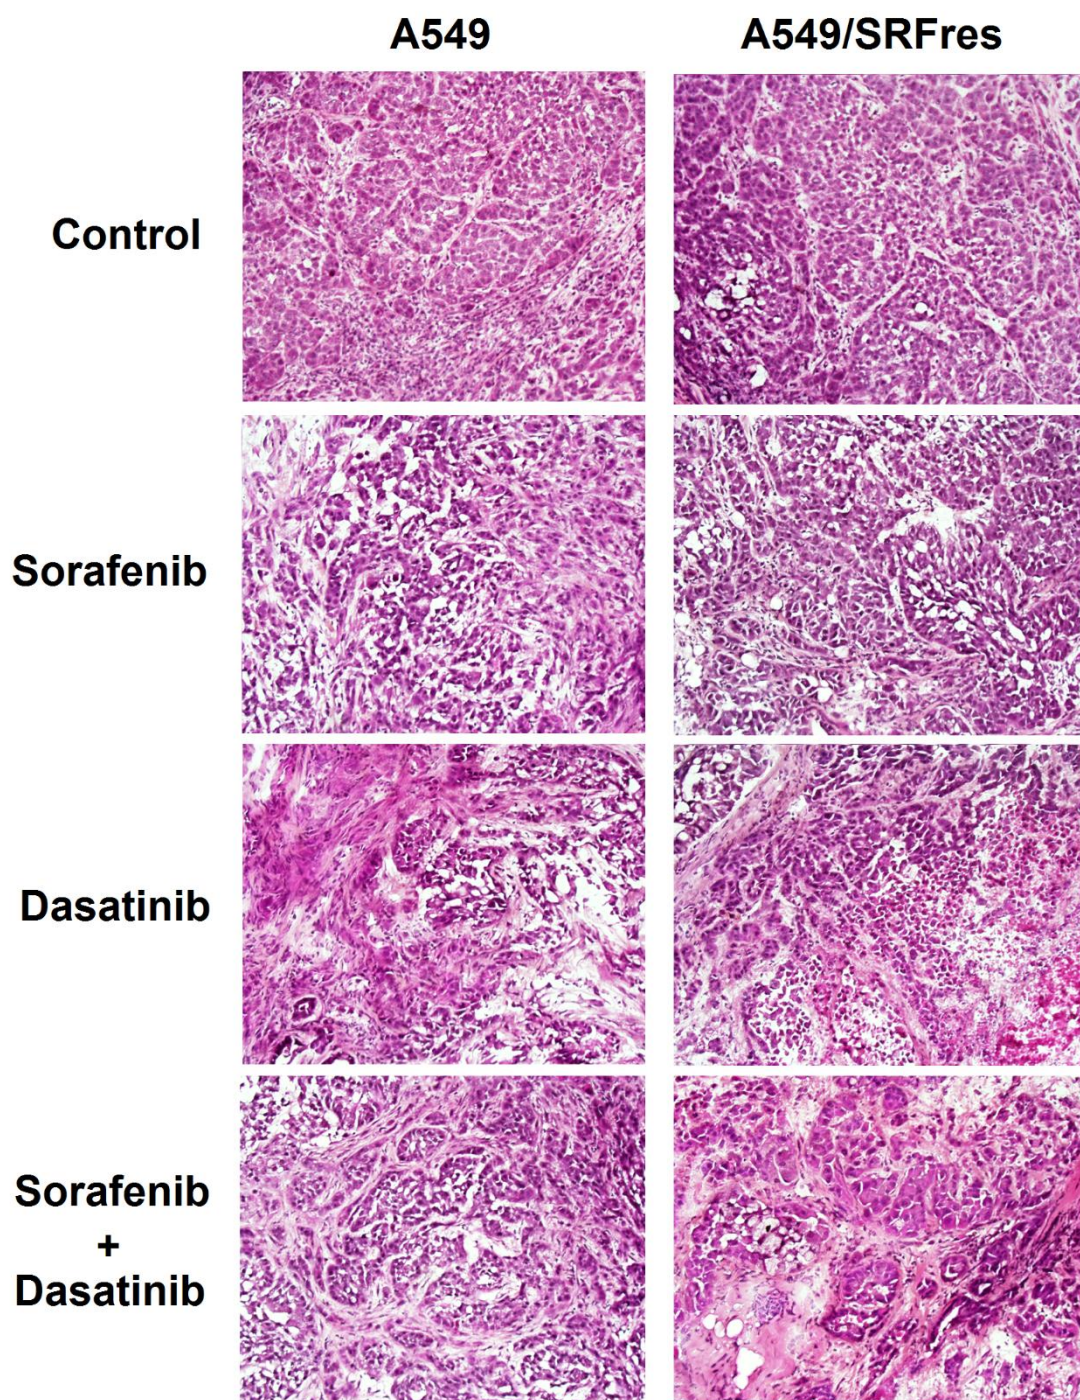 A549 A549/SRFres
Control
Sorafenib
Dasatinib
Sorafenib
+
Dasatinib